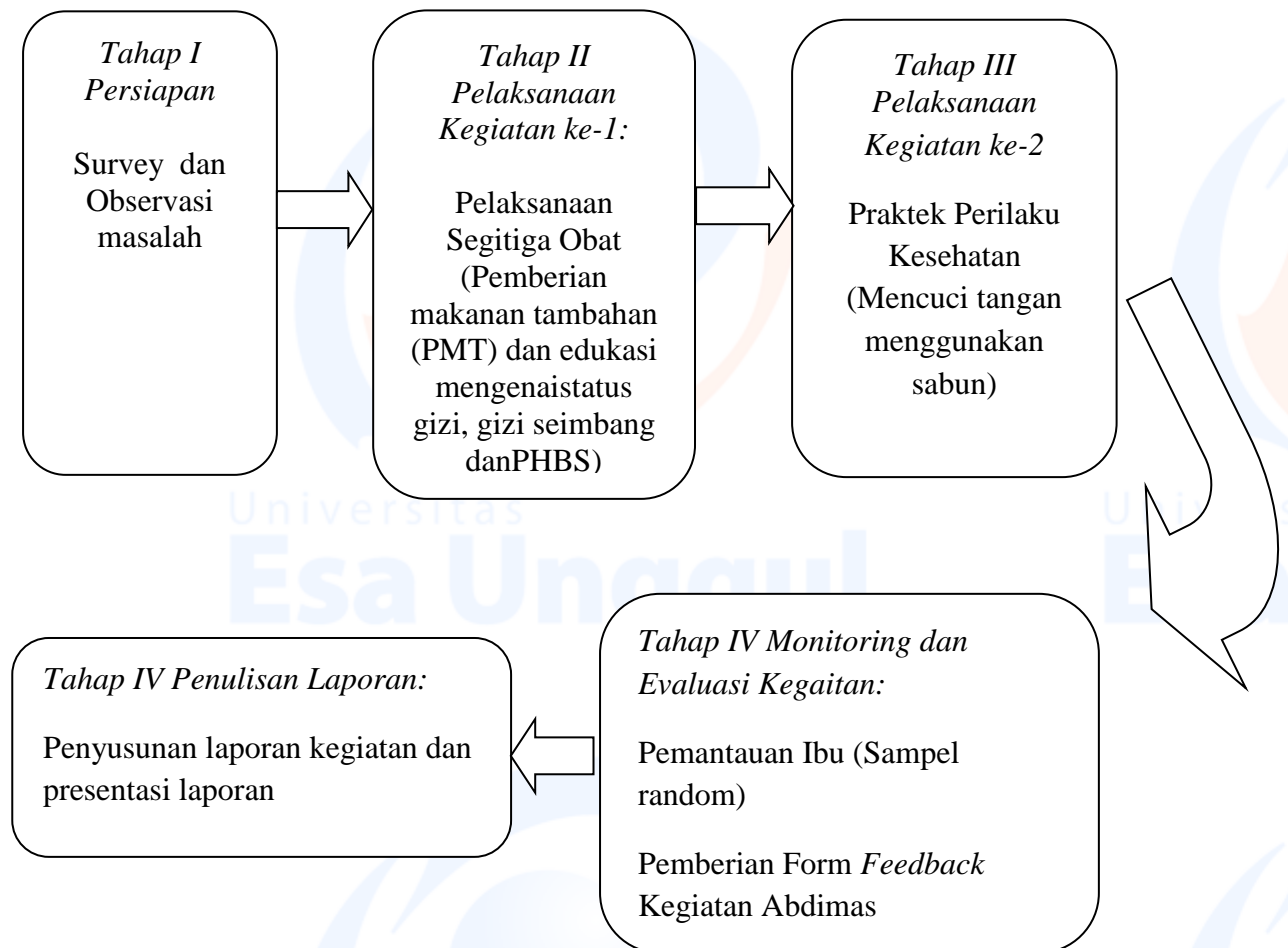 Tahap I
Persiapan
Survey dan
Observasi
masalah
Tahap II
Pelaksanaan
Kegiatan ke-1:
Pelaksanaan
Segitiga Obat
(Pemberian
makanan tambahan
(PMT) dan edukasi
mengenaistatus
gizi, gizi seimbang
danPHBS)
Tahap III
Pelaksanaan
Kegiatan ke-2
Praktek Perilaku
Kesehatan
(Mencuci tangan
menggunakan
sabun)
Universitas
Esa Unggul
Tahap IV Monitoring dan
Evaluasi Kegaitan:
Pemantauan Ibu (Sampel
random)
Pemberian Form Feedback
Kegiatan Abdimas
Tahap IV Penulisan Laporan:
Penyusunan laporan kegiatan dan
presentasi laporan